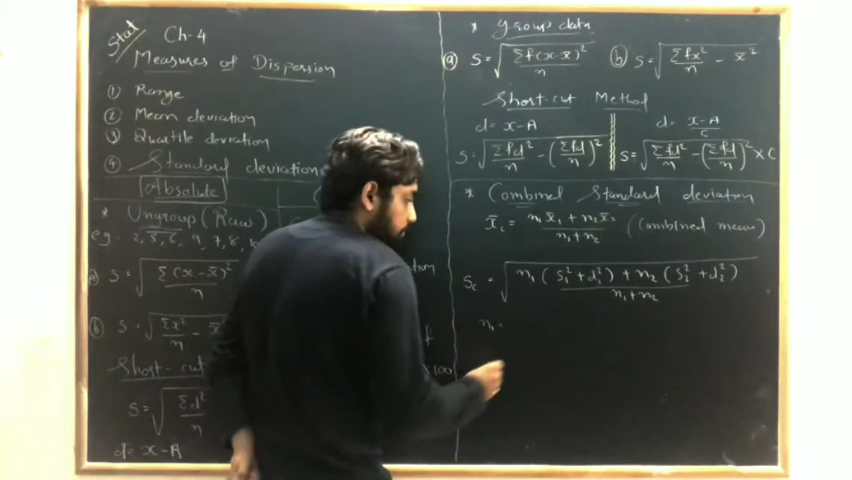 Stat
Ch-4
Measures of Dispersion
① Range
② Mean deviation
③ Quartile deviation
④ Standard deviation
Absolute
* Ungroup (Raw)
eg. 2, 5, 6, 9, 7, 8,
ⓐ S = √ Σ(x-x̄)² / n
ⓑ S = √ Σx² / n -
Short-cut
S = √ Σd² / n
d = x-A
x100
* group data
ⓐ S = √ Σf(x-x̄)² / n ⓑ S = √ Σfx² / n - x̄²
Short-cut Method
d = x-A d = x-A / c
S = √ Σfd² / n - (Σfd / n)² S = √ Σfd² / n - (Σfd / n)² x C
* Combined Standard deviation
x̄c = n₁x̄₁ + n₂x̄₂ / n₁+n₂ (Combined mean)
Sc = √ n₁(S₁²+d₁²) + n₂(S₂²+d₂²) / n₁+n₂
n₁ =